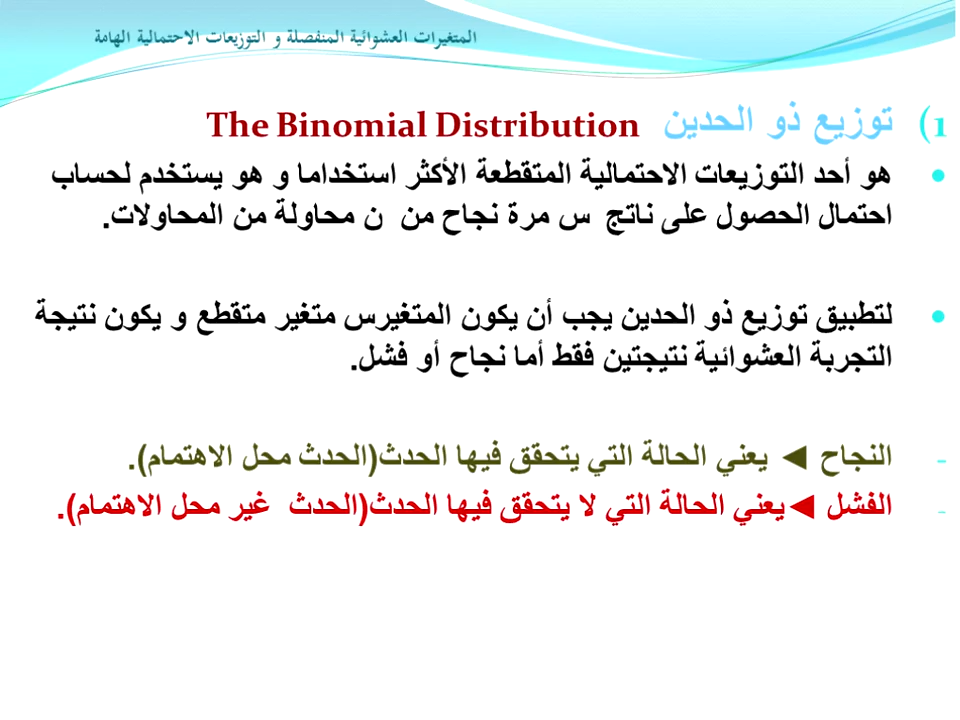 المتغيرات العشوائية المنفصلة و التوزيعات الاحتمالية الهامة
1) توزيع ذو الحدين The Binomial Distribution
• هو أحد التوزيعات الاحتمالية المتقطعة الأكثر استخداما و هو يستخدم لحساب
احتمال الحصول على ناتج س مرة نجاح من ن محاولة من المحاولات.
• لتطبيق توزيع ذو الحدين يجب أن يكون المتغيرس متغير متقطع و يكون نتيجة
التجربة العشوائية نتيجتين فقط أما نجاح أو فشل.
- النجاح ◄ يعني الحالة التي يتحقق فيها الحدث(الحدث محل الاهتمام).
- الفشل ◄يعني الحالة التي لا يتحقق فيها الحدث(الحدث غير محل الاهتمام).